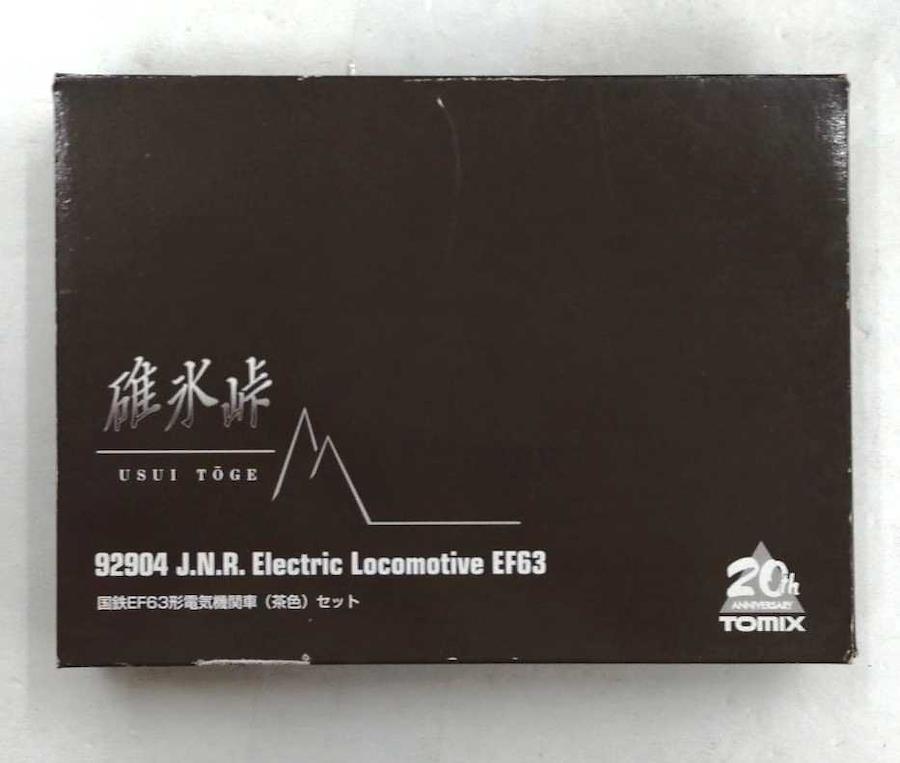 碓氷峠
USUI TŌGE
92904 J.N.R. Electric Locomotive EF63
国鉄EF63形電気機関車（茶色）セット
20th
ANNIVERSARY
TOMIX